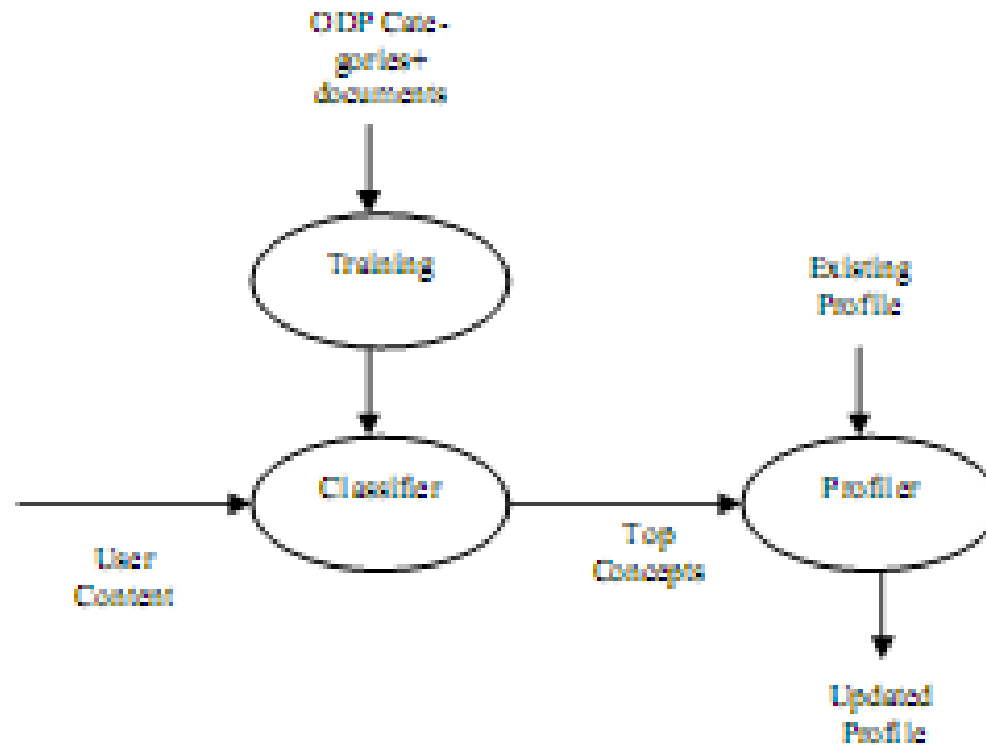 ODP Cate-
gories+
documents
Training
Existing
Profile
Classifier
Profiler
User
Content
Top
Concepts
Updated
Profile